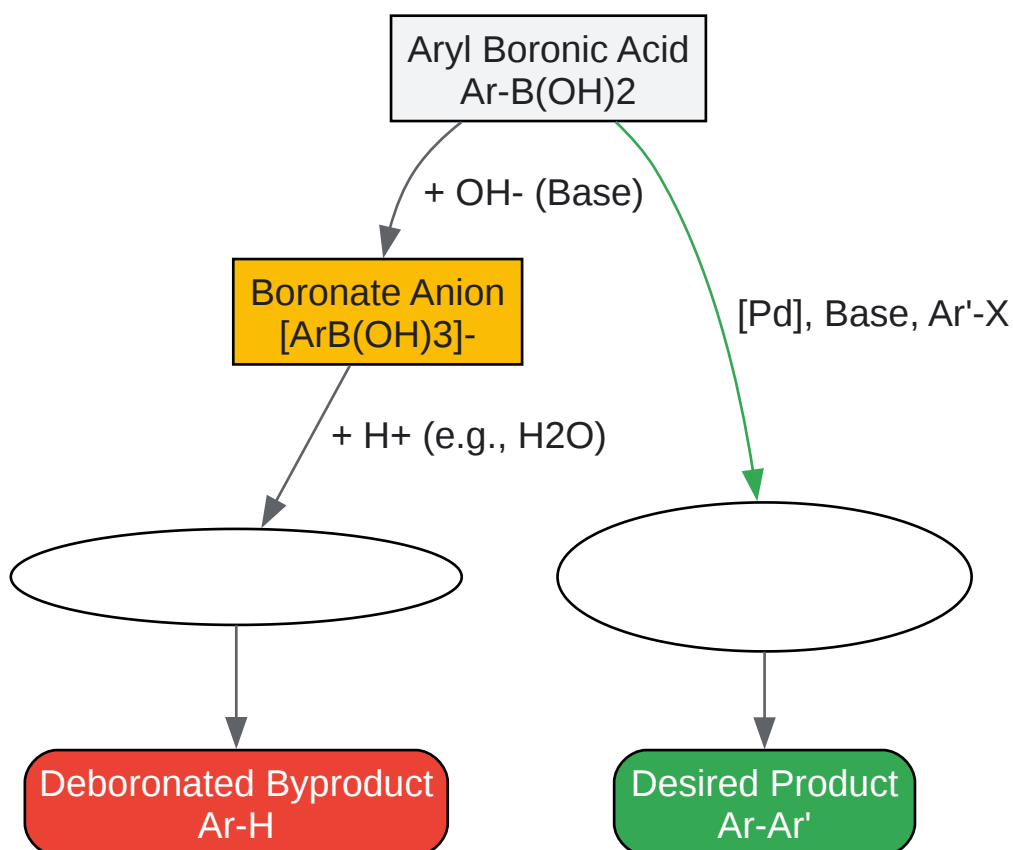 Aryl Boronic Acid
Ar-B(OH)2
+ OH- (Base)
Boronate Anion
[ArB(OH)3]-
[Pd], Base, Ar'-X
+ H+ (e.g., H2O)
Deboronated Byproduct
Ar-H
Desired Product
Ar-Ar'